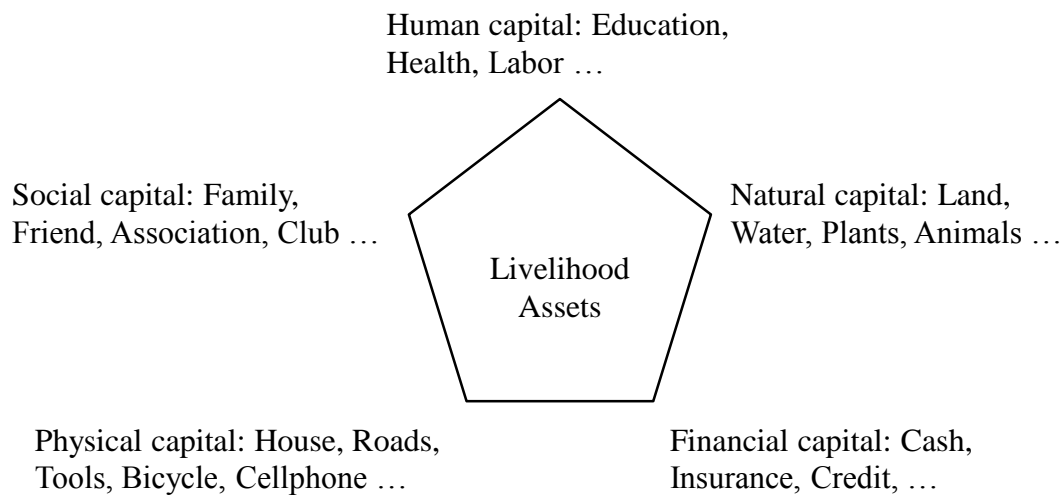 Human capital: Education,
Health, Labor …
Social capital: Family,
Friend, Association, Club …
Natural capital: Land,
Water, Plants, Animals …
Livelihood
Assets
Physical capital: House, Roads,
Tools, Bicycle, Cellphone …
Financial capital: Cash,
Insurance, Credit, …